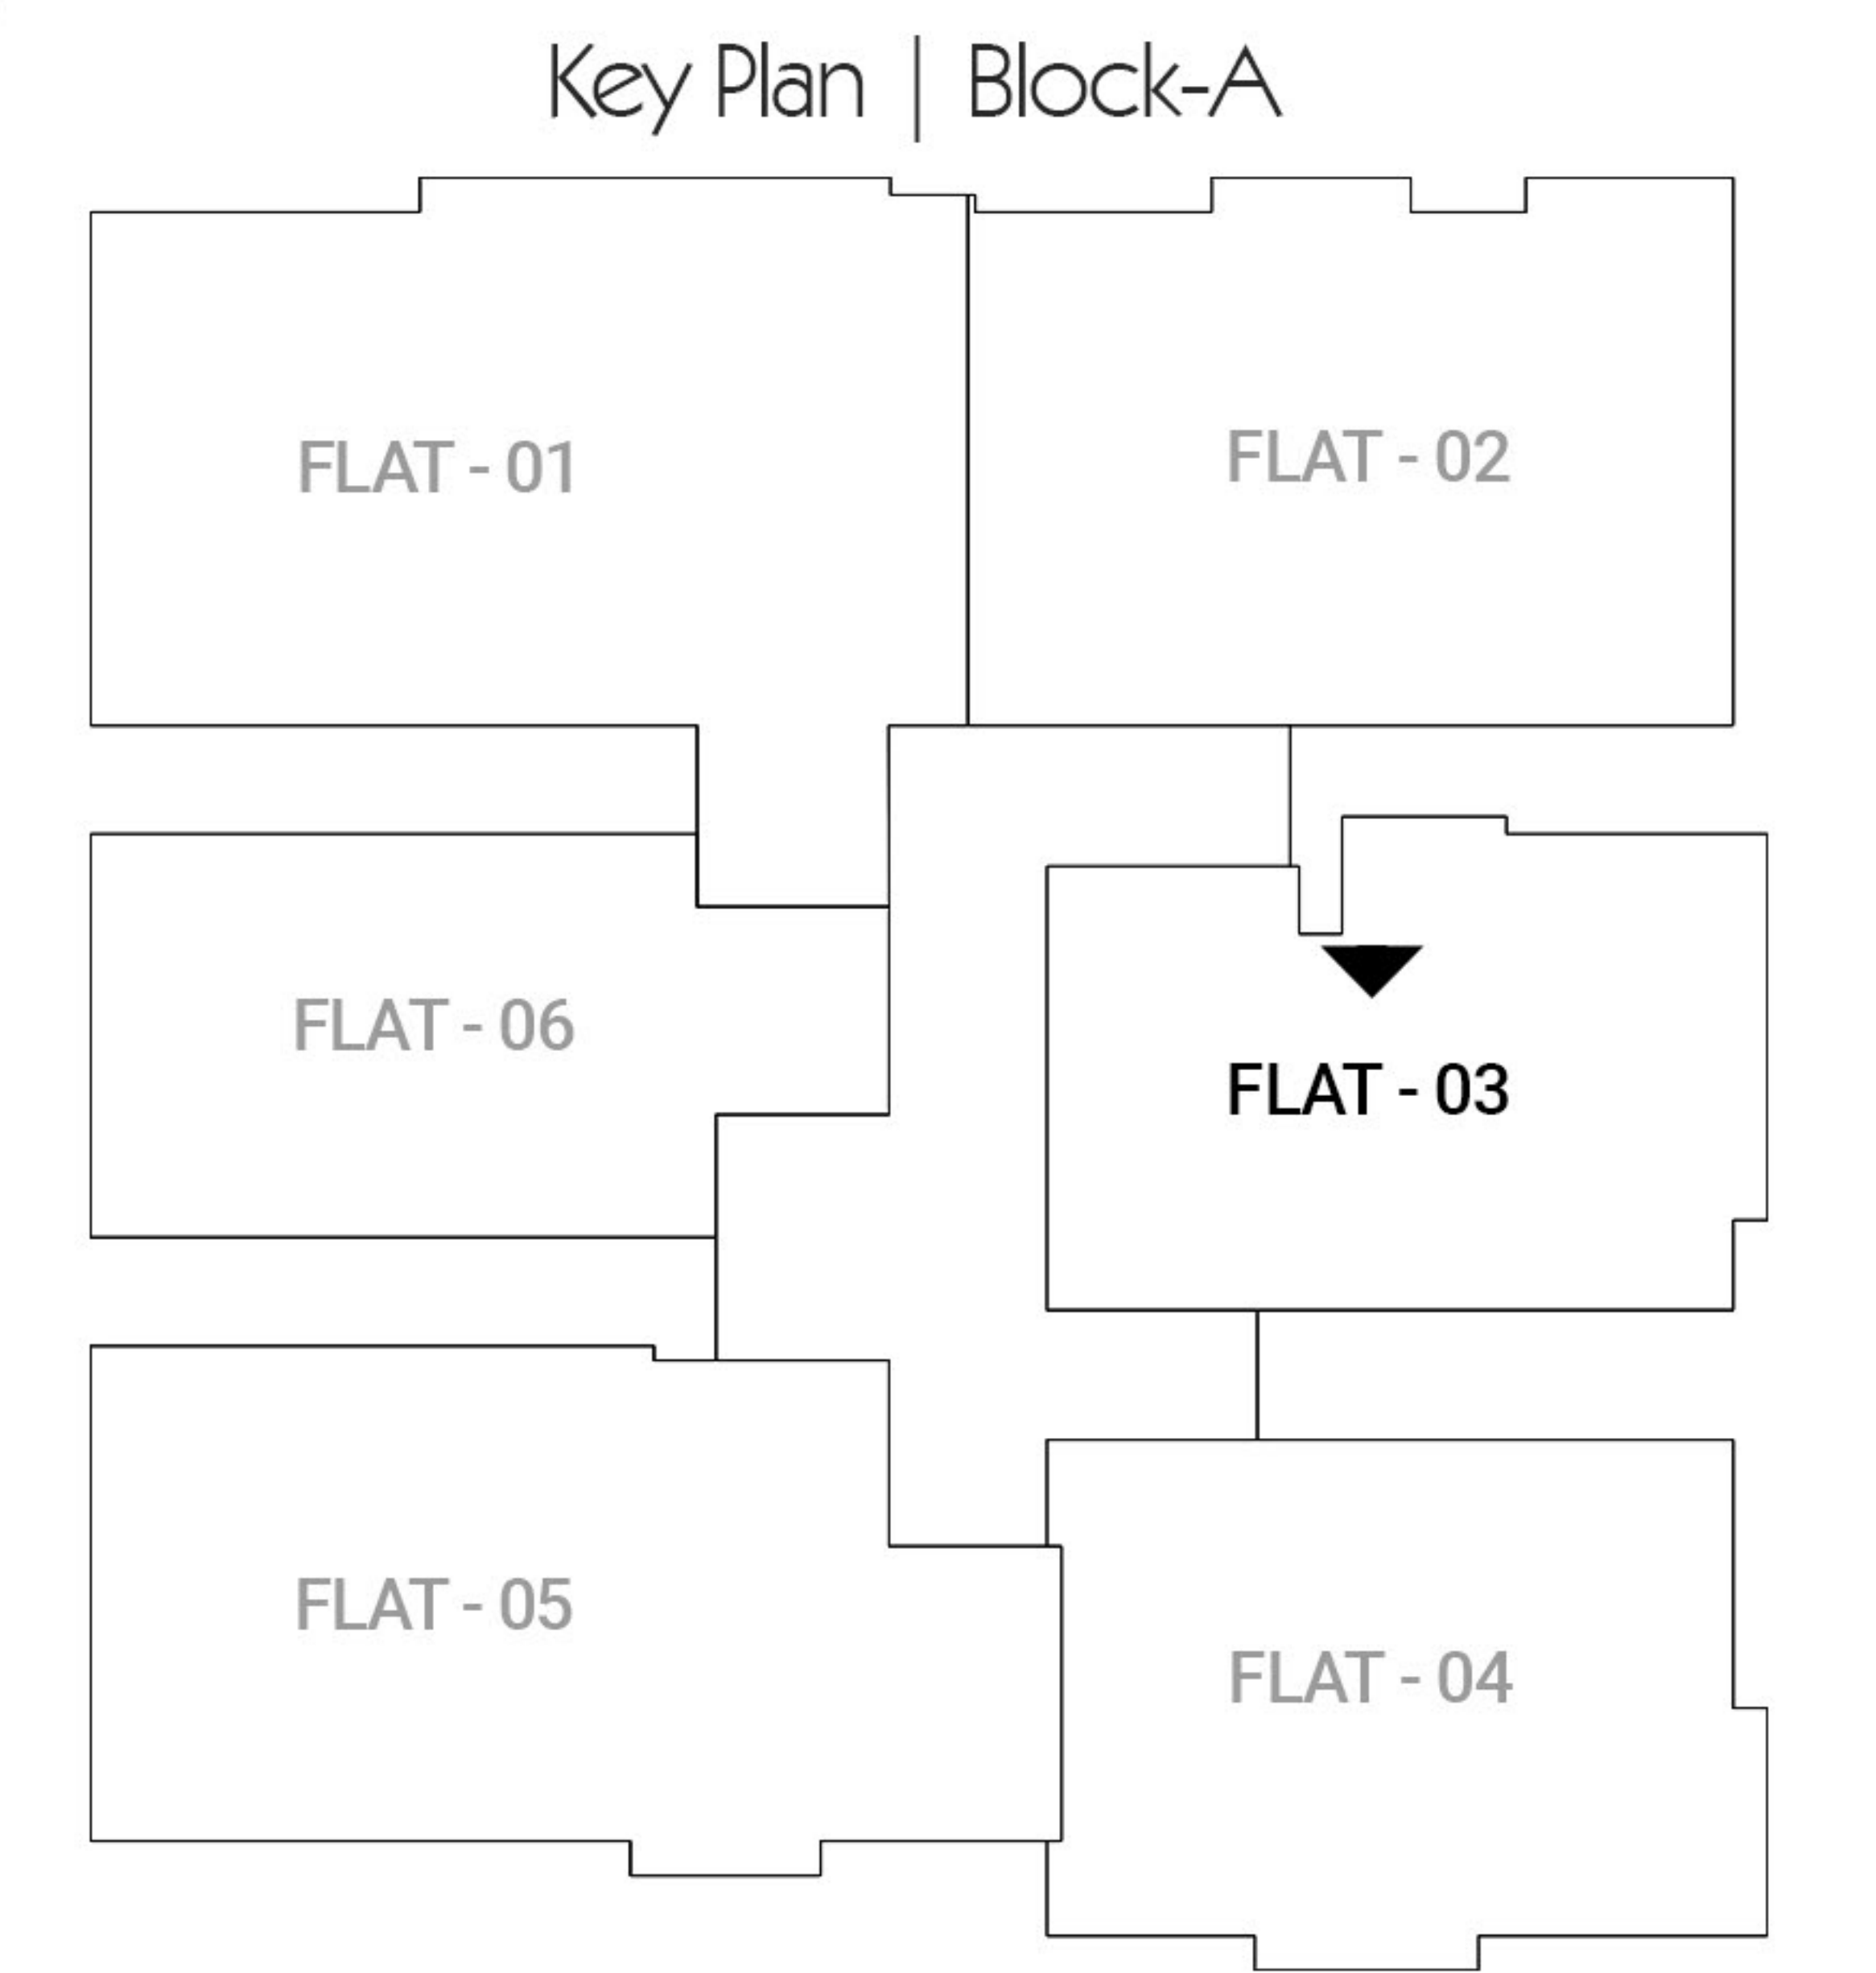 Key Plan | Block-A
FLAT - 01
FLAT - 02
FLAT - 06
FLAT - 03
FLAT - 05
FLAT - 04